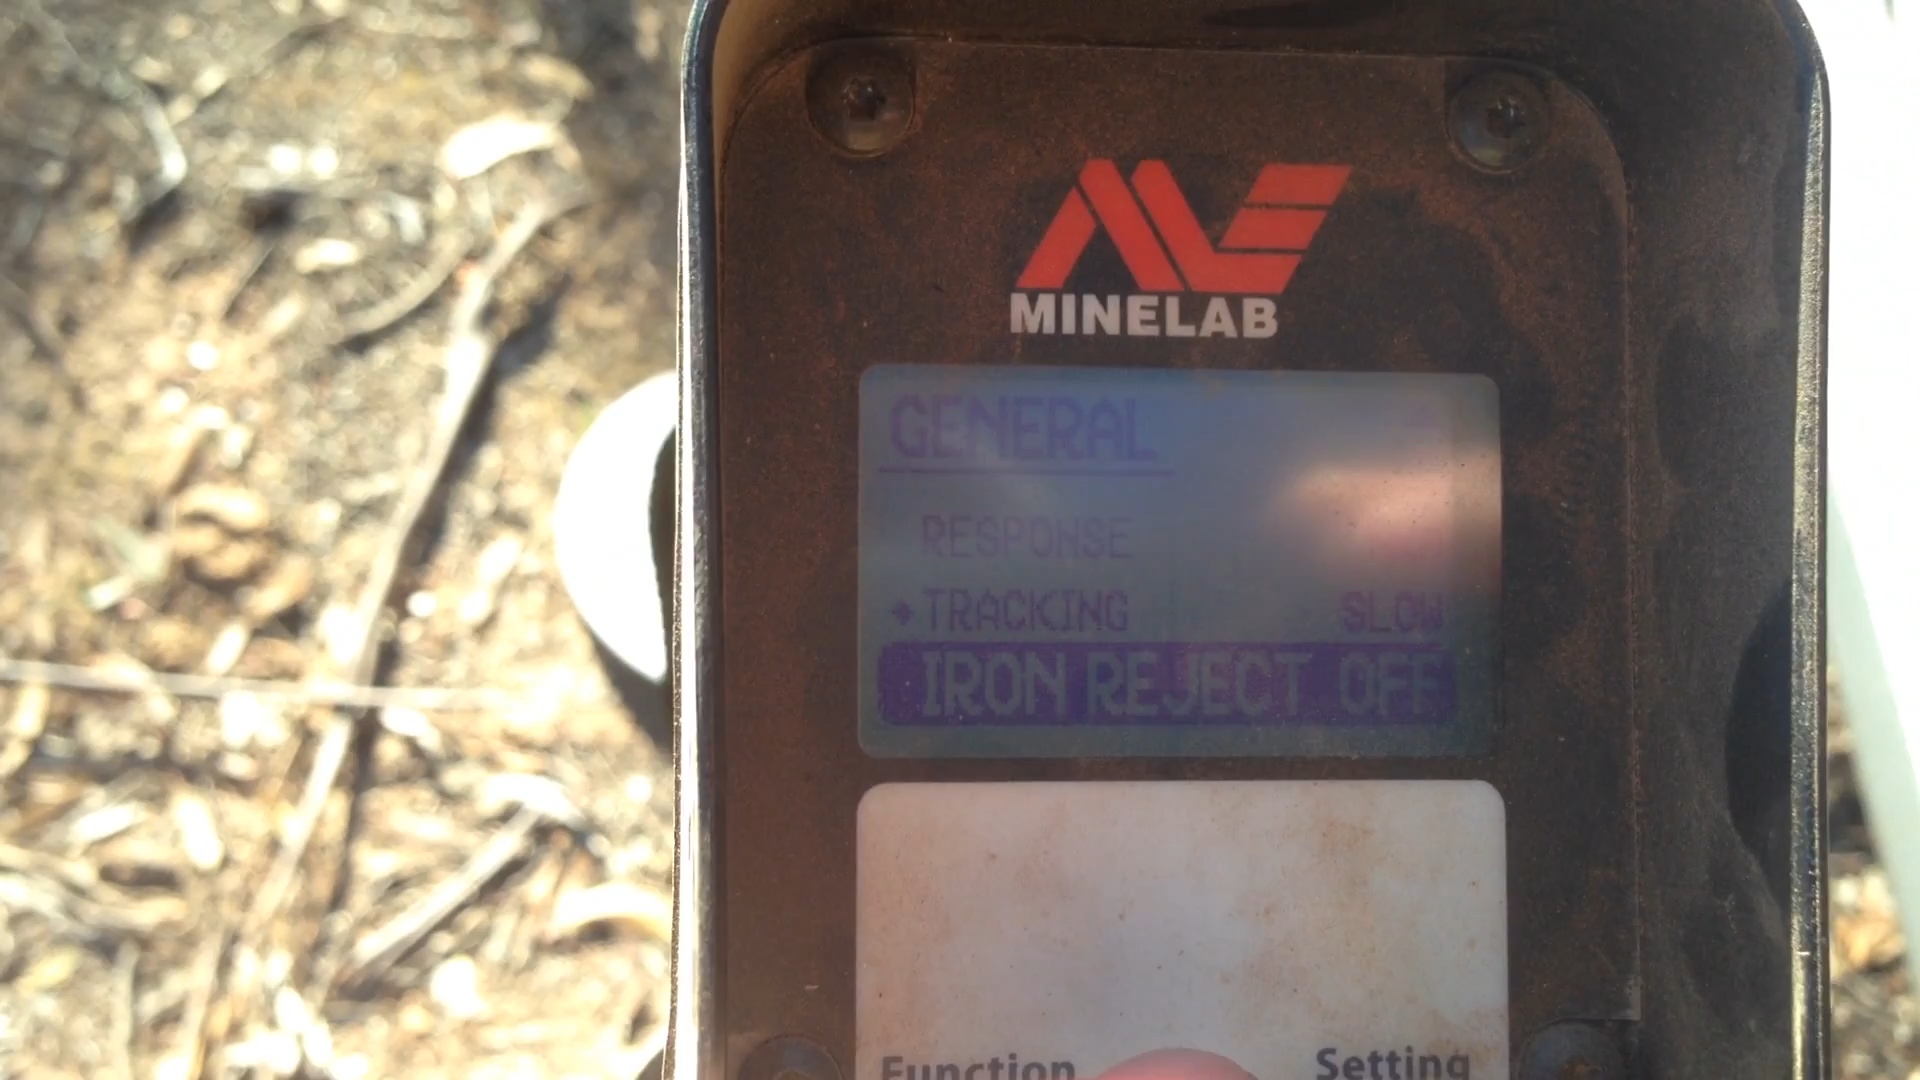 MINELAB
GENERAL
RESPONSE
TRACKING SLOW
IRON REJECT OFF
Function Setting